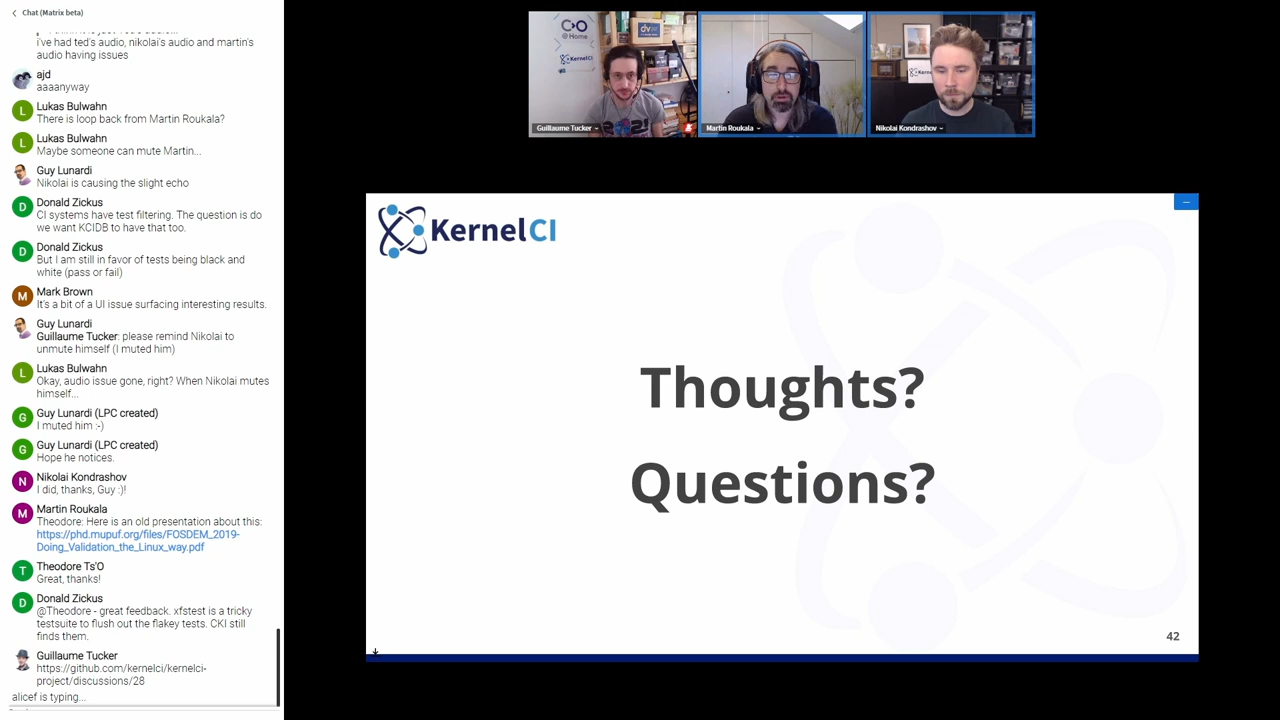 Chat (Matrix beta)
i've had ted's audio, nikolai's audio and martin's
audio having issues
ajd
aaaanyway
L
Lukas Bulwahn
There is loop back from Martin Roukala?
L
Lukas Bulwahn
Maybe someone can mute Martin...
Guy Lunardi
Nikolai is causing the slight echo
D
Donald Zickus
CI systems have test filtering. The question is do
we want KCIDB to have that too.
D
Donald Zickus
But I am still in favor of tests being black and
white (pass or fail)
M
Mark Brown
It's a bit of a UI issue surfacing interesting results.
Guy Lunardi
Guillaume Tucker: please remind Nikolai to
unmute himself (I muted him)
L
Lukas Bulwahn
Okay, audio issue gone, right? When Nikolai mutes
himself...
G
Guy Lunardi (LPC created)
I muted him :-)
G
Guy Lunardi (LPC created)
Hope he notices.
N
Nikolai Kondrashov
I did, thanks, Guy :)!
M
Martin Roukala
Theodore: Here is an old presentation about this:
https://phd.mupuf.org/files/FOSDEM_2019-
Doing_Validation_the_Linux_way.pdf
T
Theodore Ts'O
Great, thanks!
D
Donald Zickus
@Theodore - great feedback. xfstest is a tricky
testsuite to flush out the flakey tests. CKI still
finds them.
Guillaume Tucker
https://github.com/kernelci/kernelci-
project/discussions/28
alicef is typing...
@Home
KernelCI
Guillaume Tucker
Martin Roukala
Nikolai Kondrashov
KernelCI
Thoughts?
Questions?
42